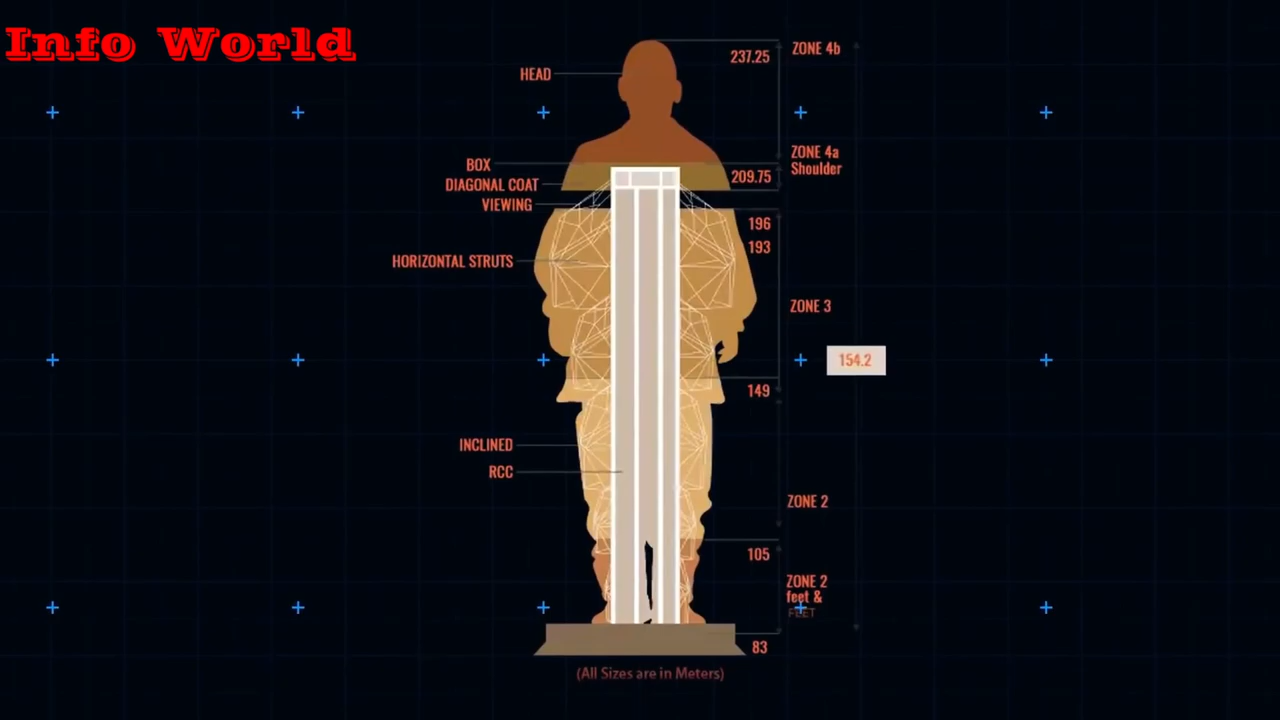 Info World
237.25
ZONE 4b
HEAD
ZONE 4a
Shoulder
BOX
209.75
DIAGONAL COAT
VIEWING
196
193
HORIZONTAL STRUTS
ZONE 3
154.2
149
INCLINED
RCC
ZONE 2
105
ZONE 2
feet &
FEET
83
(All Sizes are in Meters)